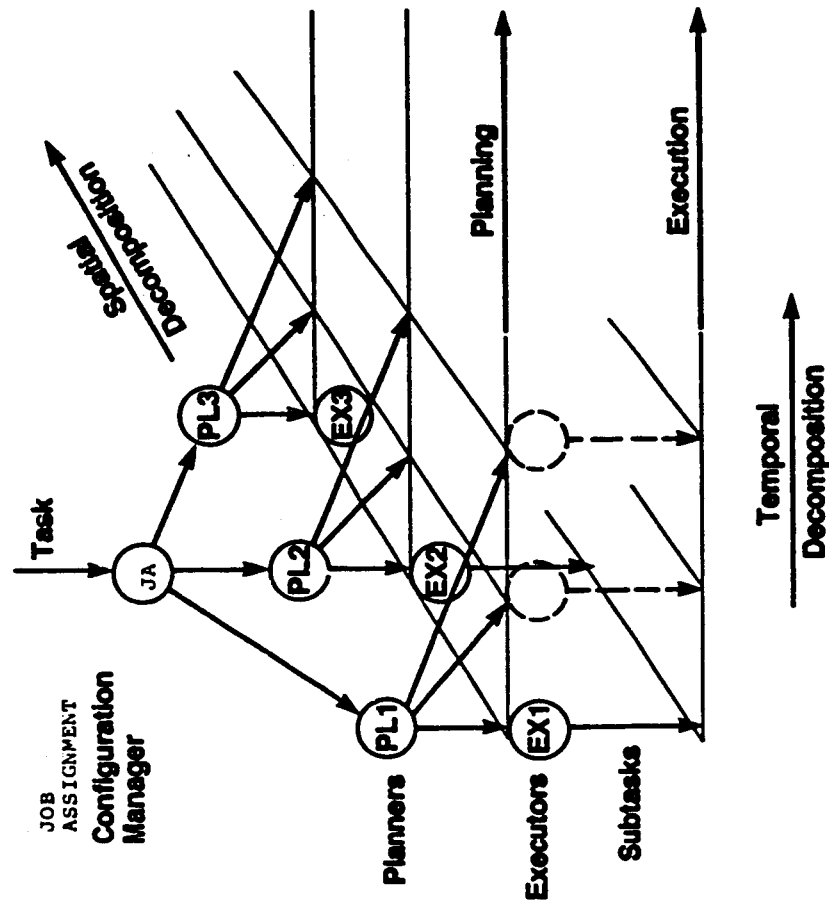 Task
JOB
ASSIGNMENT
Configuration
Manager
JA
Spatial
Decomposition
PL3
PL2
PL1
Planners
EX3
EX2
EX1
Executors
Planning
Subtasks
Execution
Temporal
Decomposition